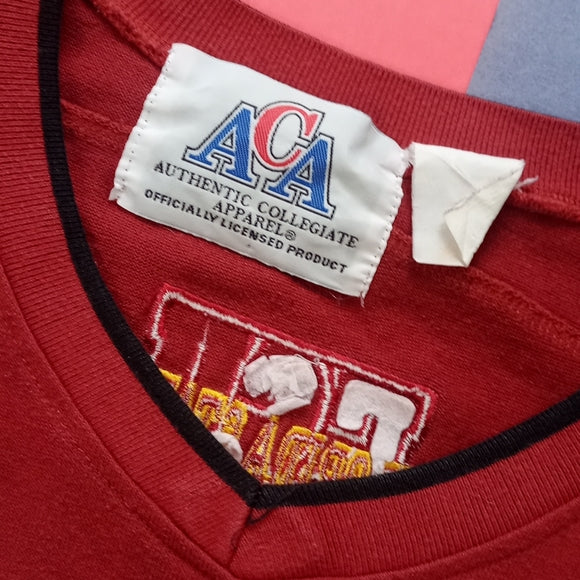 ACA
AUTHENTIC COLLEGIATE
APPAREL®
OFFICIALLY LICENSED PRODUCT